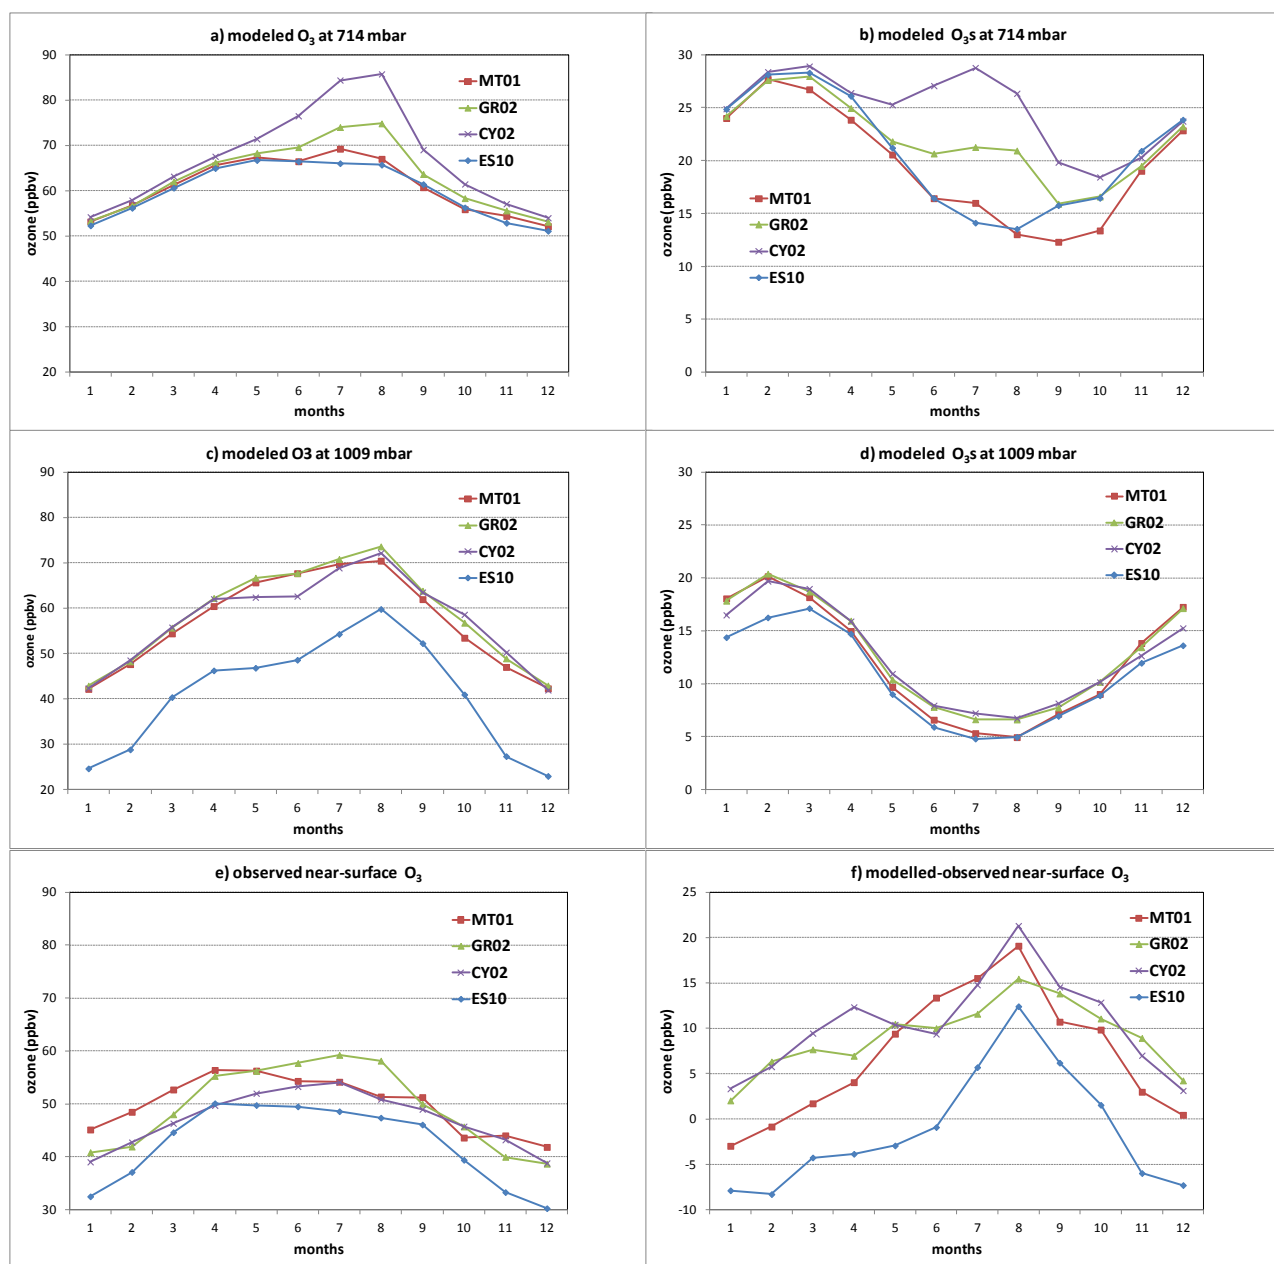 a) modeled O₃ at 714 mbar
ozone (ppbv)
90
80
70
60
50
40
30
20
MT01
GR02
CY02
ES10
1 2 3 4 5 6 7 8 9 10 11 12
months
b) modeled O₃s at 714 mbar
ozone (ppbv)
30
25
20
15
10
5
0
MT01
GR02
CY02
ES10
1 2 3 4 5 6 7 8 9 10 11 12
months
c) modeled O3 at 1009 mbar
ozone (ppbv)
90
80
70
60
50
40
30
20
MT01
GR02
CY02
ES10
1 2 3 4 5 6 7 8 9 10 11 12
months
d) modeled O₃s at 1009 mbar
ozone (ppbv)
30
25
20
15
10
5
0
MT01
GR02
CY02
ES10
1 2 3 4 5 6 7 8 9 10 11 12
months
e) observed near-surface O₃
ozone (ppbv)
90
80
70
60
50
40
30
MT01
GR02
CY02
ES10
1 2 3 4 5 6 7 8 9 10 11 12
months
f) modelled-observed near-surface O₃
ozone (ppbv)
25
20
15
10
5
0
-5
-10
MT01
GR02
CY02
ES10
1 2 3 4 5 6 7 8 9 10 11 12
months